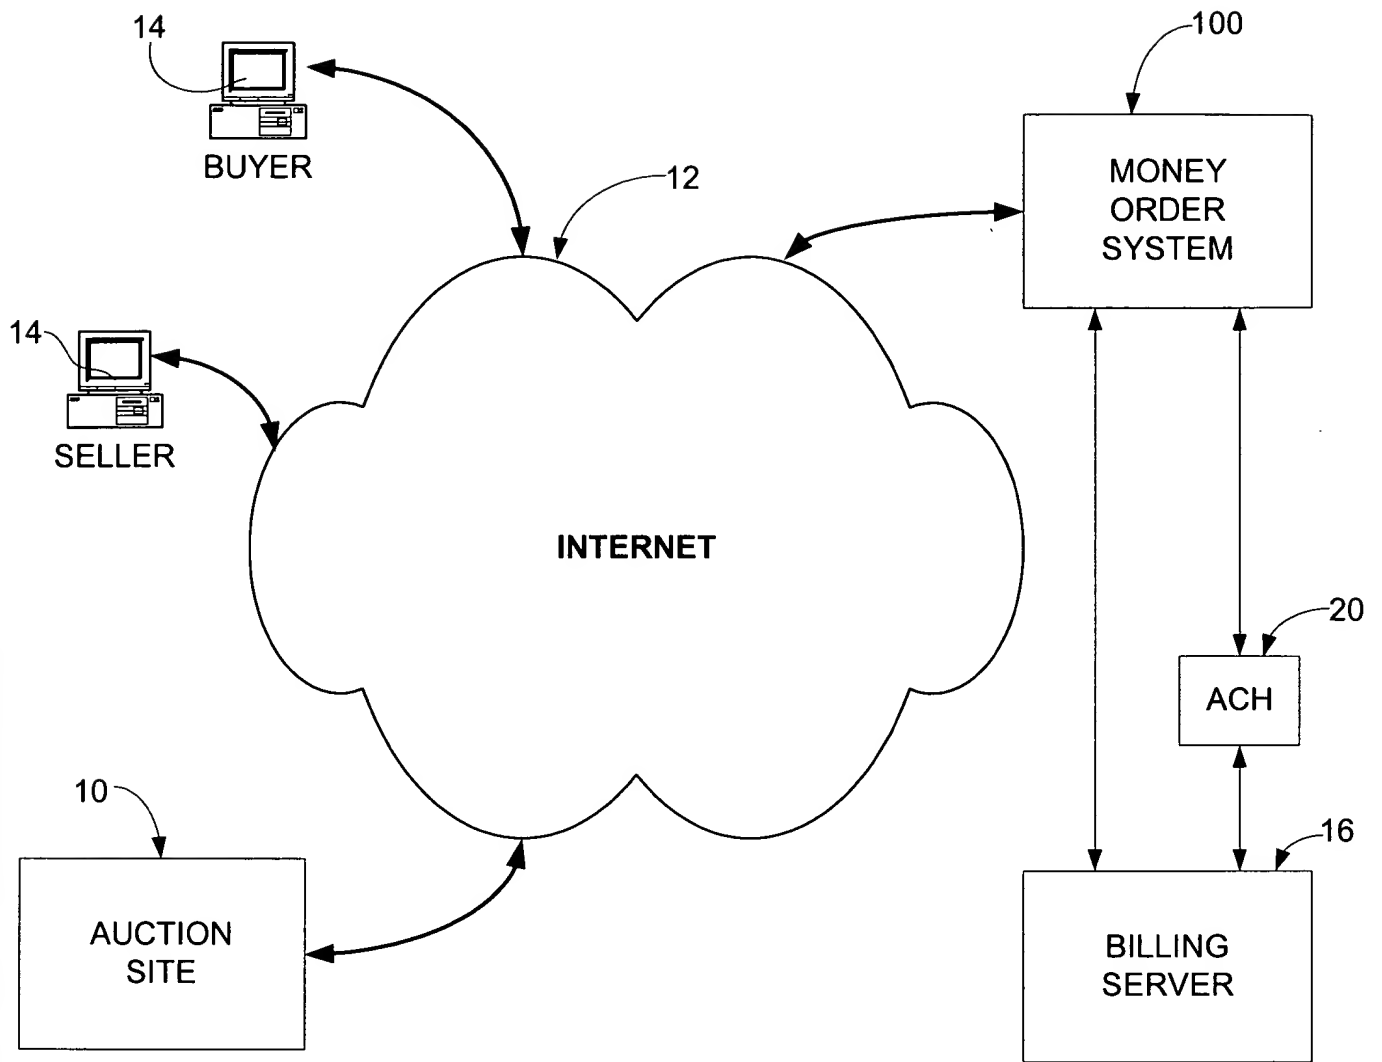 14
100
BUYER
12
MONEY
ORDER
SYSTEM
14
SELLER
INTERNET
20
ACH
10
16
AUCTION
SITE
BILLING
SERVER